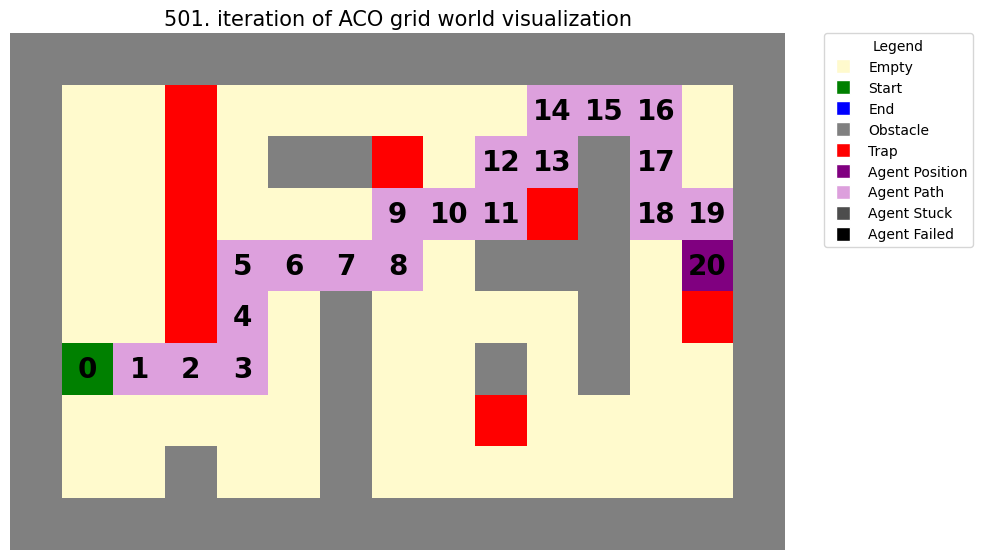 501. iteration of ACO grid world visualization
14 15 16
12 13 17
9 10 11 18 19
5 6 7 8 20
4
0 1 2 3
Legend
Empty
Start
End
Obstacle
Trap
Agent Position
Agent Path
Agent Stuck
Agent Failed